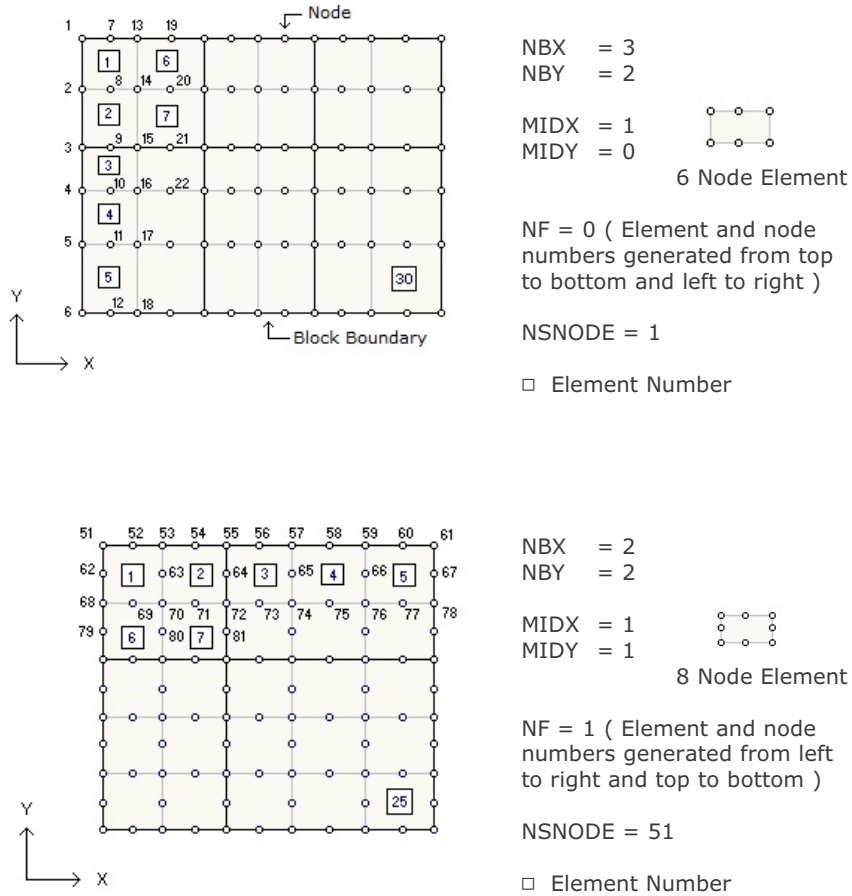 Node
1 7 13 19
1 6
8 14 20
2
2 7
9 15 21
3
3
10 16 22
4
4
11 17
5
5 30
12 18
6
Block Boundary
Y
X
NBX = 3
NBY = 2
MIDX = 1
MIDY = 0
6 Node Element
NF = 0 ( Element and node
numbers generated from top
to bottom and left to right )
NSNODE = 1
Element Number
51 52 53 54 55 56 57 58 59 60 61
62 1 63 2 64 3 65 4 66 5 67
68
69 70 71 72 73 74 75 76 77 78
79 6 80 7 81
25
Y
X
NBX = 2
NBY = 2
MIDX = 1
MIDY = 1
8 Node Element
NF = 1 ( Element and node
numbers generated from left
to right and top to bottom )
NSNODE = 51
Element Number